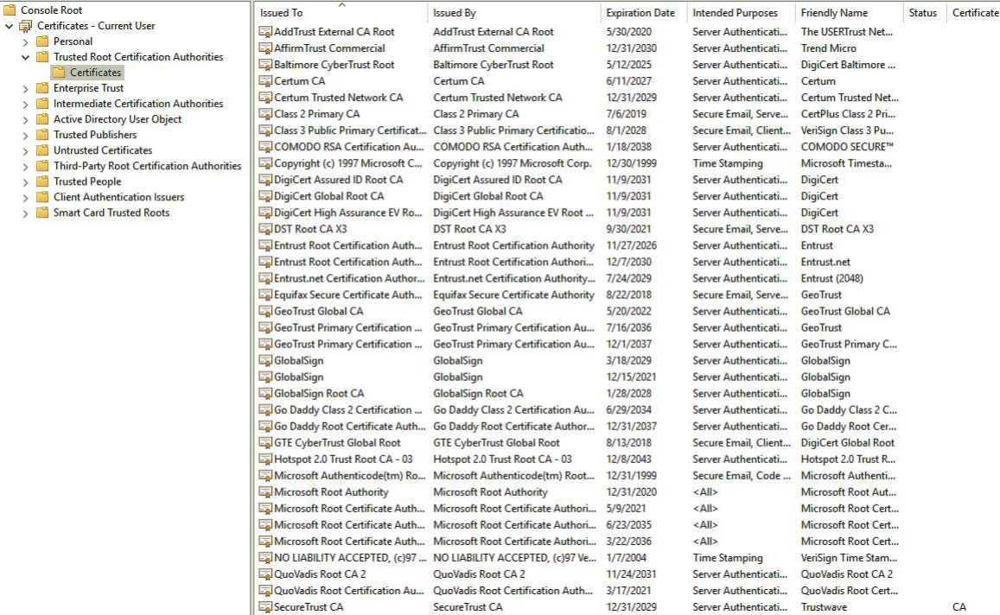 Console Root
Certificates - Current User
Personal
Trusted Root Certification Authorities
Certificates
Enterprise Trust
Intermediate Certification Authorities
Active Directory User Object
Trusted Publishers
Untrusted Certificates
Third-Party Root Certification Authorities
Trusted People
Client Authentication Issuers
Smart Card Trusted Roots
Issued To Issued By Expiration Date Intended Purposes Friendly Name Status Certificate
AddTrust External CA Root AddTrust External CA Root 5/30/2020 Server Authenticati... The USERTrust Net...
AffirmTrust Commercial AffirmTrust Commercial 12/31/2030 Server Authenticati... Trend Micro
Baltimore CyberTrust Root Baltimore CyberTrust Root 5/12/2025 Server Authenticati... DigiCert Baltimore ...
Certum CA Certum CA 6/11/2027 Server Authenticati... Certum
Certum Trusted Network CA Certum Trusted Network CA 12/31/2029 Server Authenticati... Certum Trusted Net...
Class 2 Primary CA Class 2 Primary CA 7/6/2019 Secure Email, Serve... CertPlus Class 2 Pri...
Class 3 Public Primary Certificat... Class 3 Public Primary Certificatio... 8/1/2028 Secure Email, Client... VeriSign Class 3 Pu...
COMODO RSA Certification Au... COMODO RSA Certification Auth... 1/18/2038 Server Authenticati... COMODO SECURE™
Copyright (c) 1997 Microsoft C... Copyright (c) 1997 Microsoft Corp. 12/30/1999 Time Stamping Microsoft Timesta...
DigiCert Assured ID Root CA DigiCert Assured ID Root CA 11/9/2031 Server Authenticati... DigiCert
DigiCert Global Root CA DigiCert Global Root CA 11/9/2031 Server Authenticati... DigiCert
DigiCert High Assurance EV Ro... DigiCert High Assurance EV Root ... 11/9/2031 Server Authenticati... DigiCert
DST Root CA X3 DST Root CA X3 9/30/2021 Secure Email, Serve... DST Root CA X3
Entrust Root Certification Auth... Entrust Root Certification Authority 11/27/2026 Server Authenticati... Entrust
Entrust Root Certification Auth... Entrust Root Certification Authori... 12/7/2030 Server Authenticati... Entrust.net
Entrust.net Certification Author... Entrust.net Certification Authority... 7/24/2029 Server Authenticati... Entrust (2048)
Equifax Secure Certificate Auth... Equifax Secure Certificate Authority 8/22/2018 Secure Email, Serve... GeoTrust
GeoTrust Global CA GeoTrust Global CA 5/20/2022 Server Authenticati... GeoTrust Global CA
GeoTrust Primary Certification ... GeoTrust Primary Certification Au... 7/16/2036 Server Authenticati... GeoTrust
GeoTrust Primary Certification ... GeoTrust Primary Certification Au... 12/1/2037 Server Authenticati... GeoTrust Primary C...
GlobalSign GlobalSign 3/18/2029 Server Authenticati... GlobalSign
GlobalSign GlobalSign 12/15/2021 Server Authenticati... GlobalSign
GlobalSign Root CA GlobalSign Root CA 1/28/2028 Server Authenticati... GlobalSign
Go Daddy Class 2 Certification ... Go Daddy Class 2 Certification Au... 6/29/2034 Server Authenticati... Go Daddy Class 2 C...
Go Daddy Root Certificate Auth... Go Daddy Root Certificate Author... 12/31/2037 Server Authenticati... Go Daddy Root Cer...
GTE CyberTrust Global Root GTE CyberTrust Global Root 8/13/2018 Secure Email, Client... DigiCert Global Root
Hotspot 2.0 Trust Root CA - 03 Hotspot 2.0 Trust Root CA - 03 12/8/2043 Server Authenticati... Hotspot 2.0 Trust R...
Microsoft Authenticode(tm) Ro... Microsoft Authenticode(tm) Root... 12/31/1999 Secure Email, Code ... Microsoft Authenti...
Microsoft Root Authority Microsoft Root Authority 12/31/2020 <All> Microsoft Root Aut...
Microsoft Root Certificate Auth... Microsoft Root Certificate Authori... 5/9/2021 <All> Microsoft Root Cert...
Microsoft Root Certificate Auth... Microsoft Root Certificate Authori... 6/23/2035 <All> Microsoft Root Cert...
Microsoft Root Certificate Auth... Microsoft Root Certificate Authori... 3/22/2036 <All> Microsoft Root Cert...
NO LIABILITY ACCEPTED, (c)97 ... NO LIABILITY ACCEPTED, (c)97 Ve... 1/7/2004 Time Stamping VeriSign Time Stam...
QuoVadis Root CA 2 QuoVadis Root CA 2 11/24/2031 Server Authenticati... QuoVadis Root CA 2
QuoVadis Root Certification Au... QuoVadis Root Certification Auth... 3/17/2021 Server Authenticati... QuoVadis Root Cert...
SecureTrust CA SecureTrust CA 12/31/2029 Server Authenticati... Trustwave CA